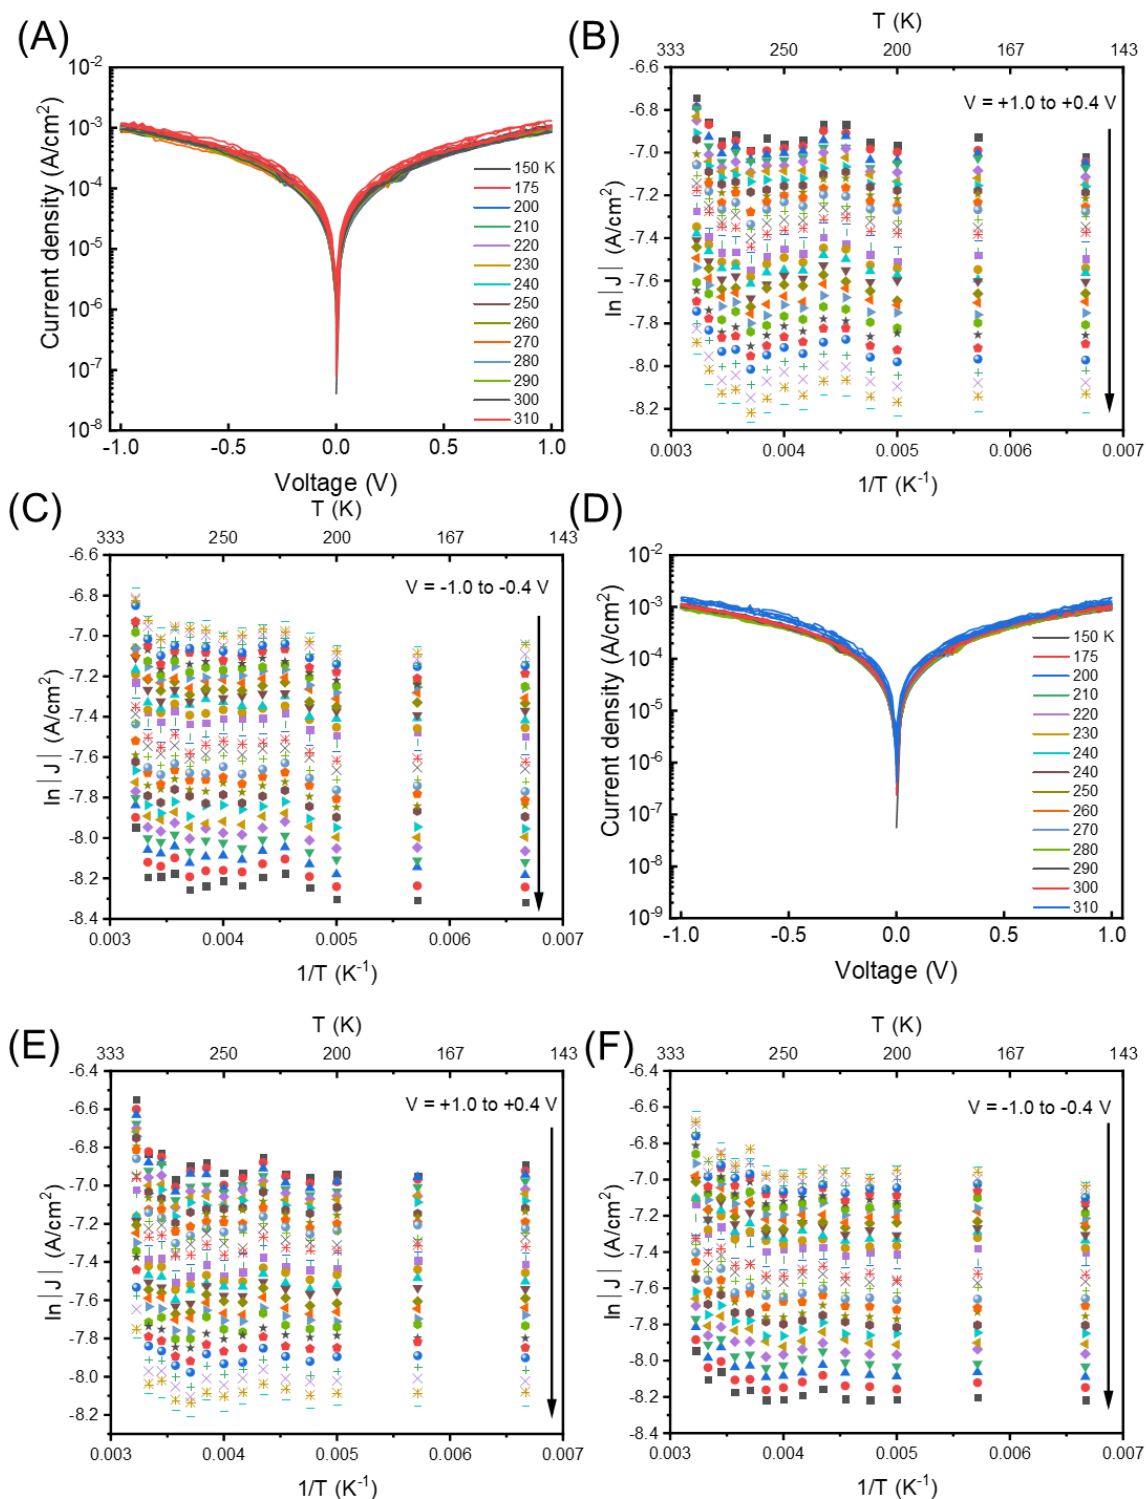 (A)
10-2
10-3
10-4
10-5
10-6
10-7
10-8
Current density (A/cm2)
-1.0 -0.5 0.0 0.5 1.0
Voltage (V)
150 K
175
200
210
220
230
240
250
260
270
280
290
300
310
(B)
T (K)
333 250 200 167 143
-6.6
-6.8
-7.0
-7.2
-7.4
-7.6
-7.8
-8.0
-8.2
ln|J| (A/cm2)
V = +1.0 to +0.4 V
0.003 0.004 0.005 0.006 0.007
1/T (K-1)
(C)
T (K)
333 250 200 167 143
-6.6
-6.8
-7.0
-7.2
-7.4
-7.6
-7.8
-8.0
-8.2
-8.4
ln|J| (A/cm2)
V = -1.0 to -0.4 V
0.003 0.004 0.005 0.006 0.007
1/T (K-1)
(D)
10-2
10-3
10-4
10-5
10-6
10-7
10-8
10-9
Current density (A/cm2)
-1.0 -0.5 0.0 0.5 1.0
Voltage (V)
150 K
175
200
210
220
230
240
240
250
260
270
280
290
300
310
(E)
T (K)
333 250 200 167 143
-6.4
-6.6
-6.8
-7.0
-7.2
-7.4
-7.6
-7.8
-8.0
-8.2
ln|J| (A/cm2)
V = +1.0 to +0.4 V
0.003 0.004 0.005 0.006 0.007
1/T (K-1)
(F)
T (K)
333 250 200 167 143
-6.4
-6.6
-6.8
-7.0
-7.2
-7.4
-7.6
-7.8
-8.0
-8.2
-8.4
ln|J| (A/cm2)
V = -1.0 to -0.4 V
0.003 0.004 0.005 0.006 0.007
1/T (K-1)